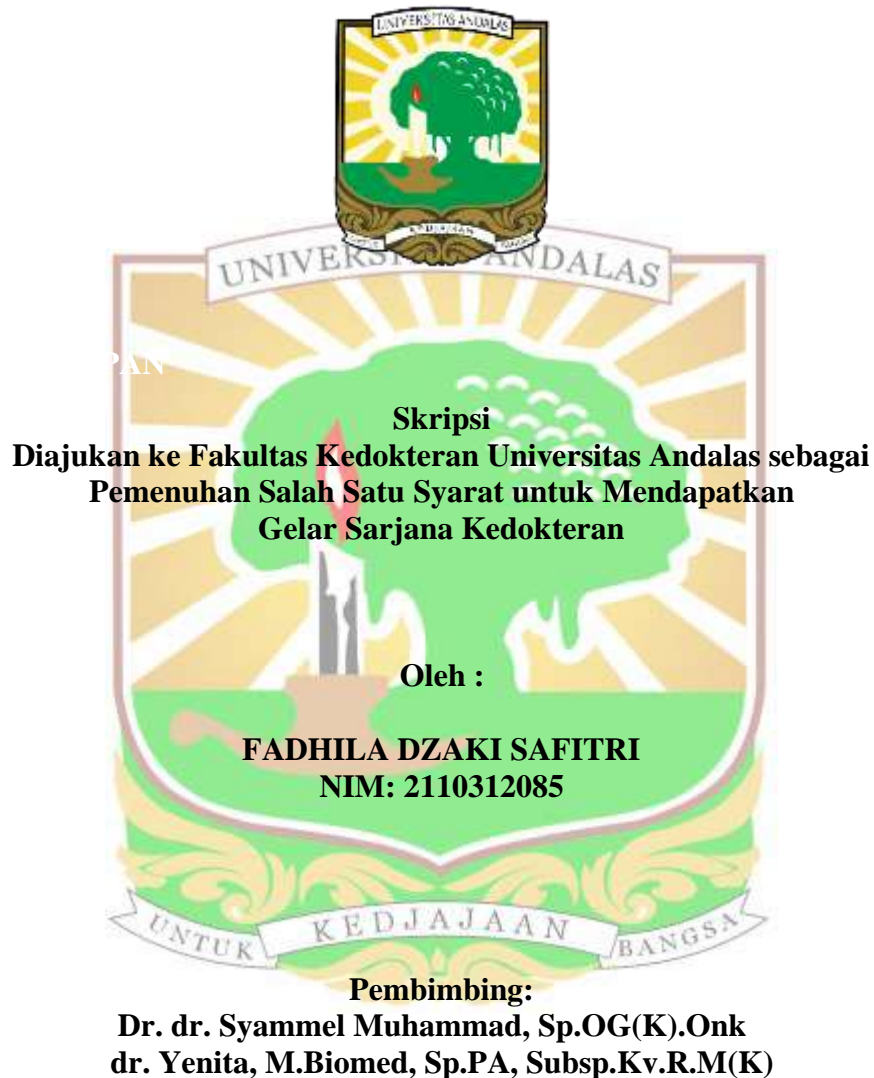 UNIVERSITAS ANDALAS
UNIVERSITAS ANDALAS
PAN
Skripsi
Diajukan ke Fakultas Kedokteran Universitas Andalas sebagai
Pemenuhan Salah Satu Syarat untuk Mendapatkan
Gelar Sarjana Kedokteran
Oleh :
FADHILA DZAKI SAFITRI
NIM: 2110312085
UNTUK KEDJAJAAN BANGSA
Pembimbing:
Dr. dr. Syammel Muhammad, Sp.OG(K).Onk
dr. Yenita, M.Biomed, Sp.PA, Subsp.Kv.R.M(K)